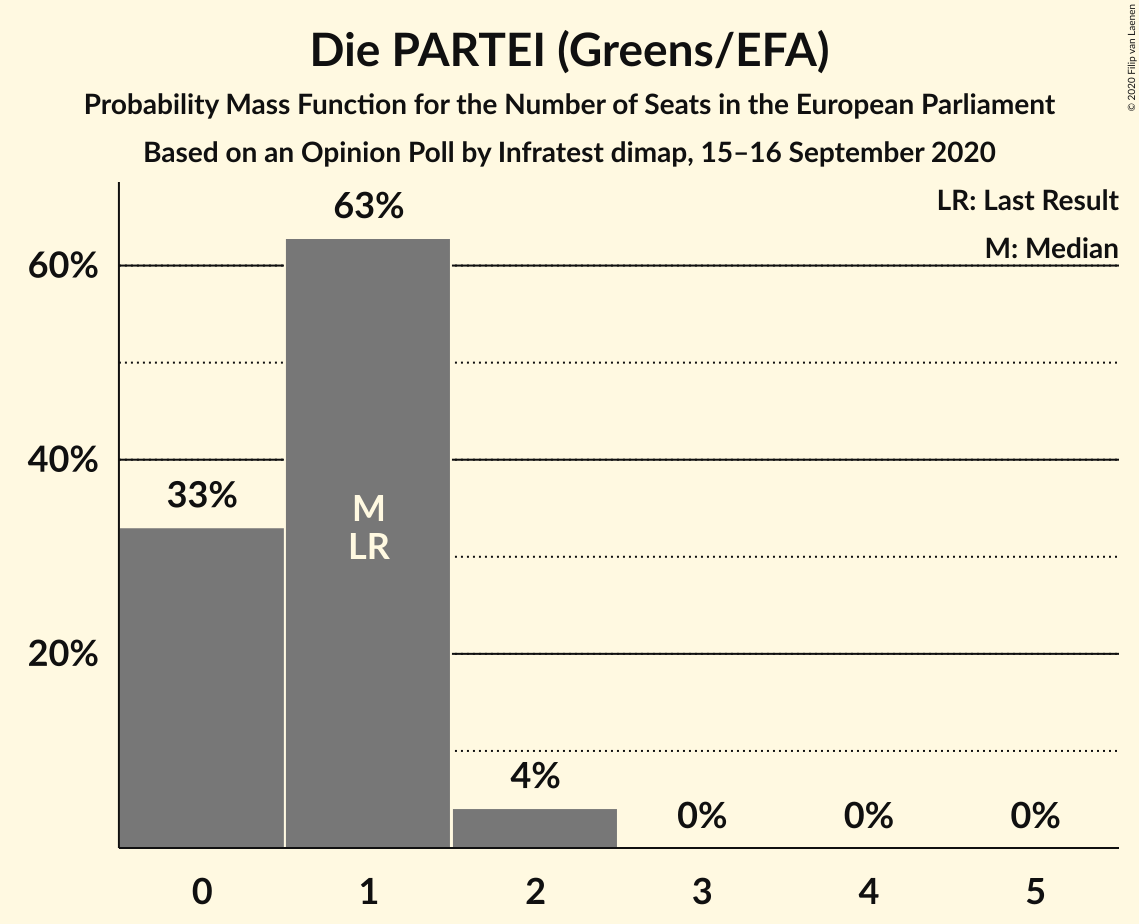 Die PARTEI (Greens/EFA)
Probability Mass Function for the Number of Seats in the European Parliament
Based on an Opinion Poll by Infratest dimap, 15–16 September 2020
© 2020 Filip van Laenen
LR: Last Result
M: Median
60%
40%
20%
63%
33%
M
LR
4%
0%
0%
0%
0
1
2
3
4
5